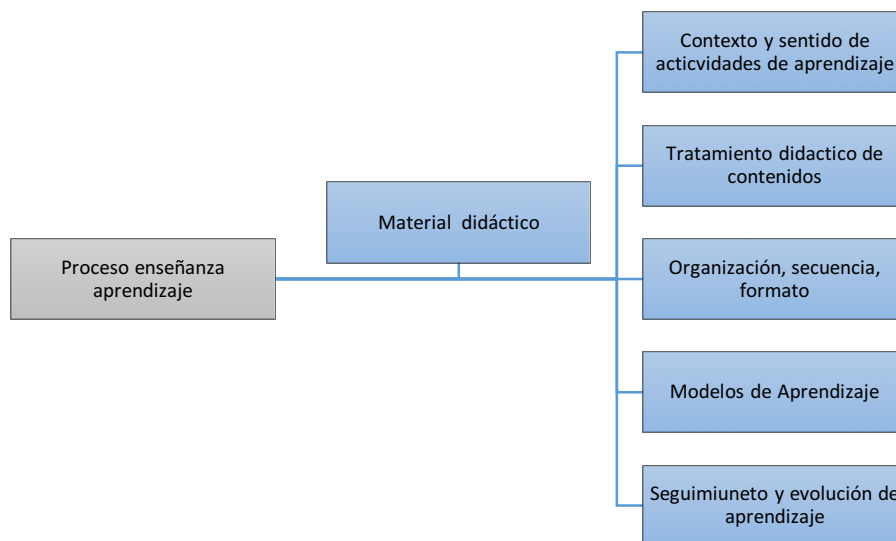 Proceso enseñanza
aprendizaje
Material didáctico
Contexto y sentido de
acticvidades de aprendizaje
Tratamiento didactico de
contenidos
Organización, secuencia,
formato
Modelos de Aprendizaje
Seguimiuneto y evolución de
aprendizaje